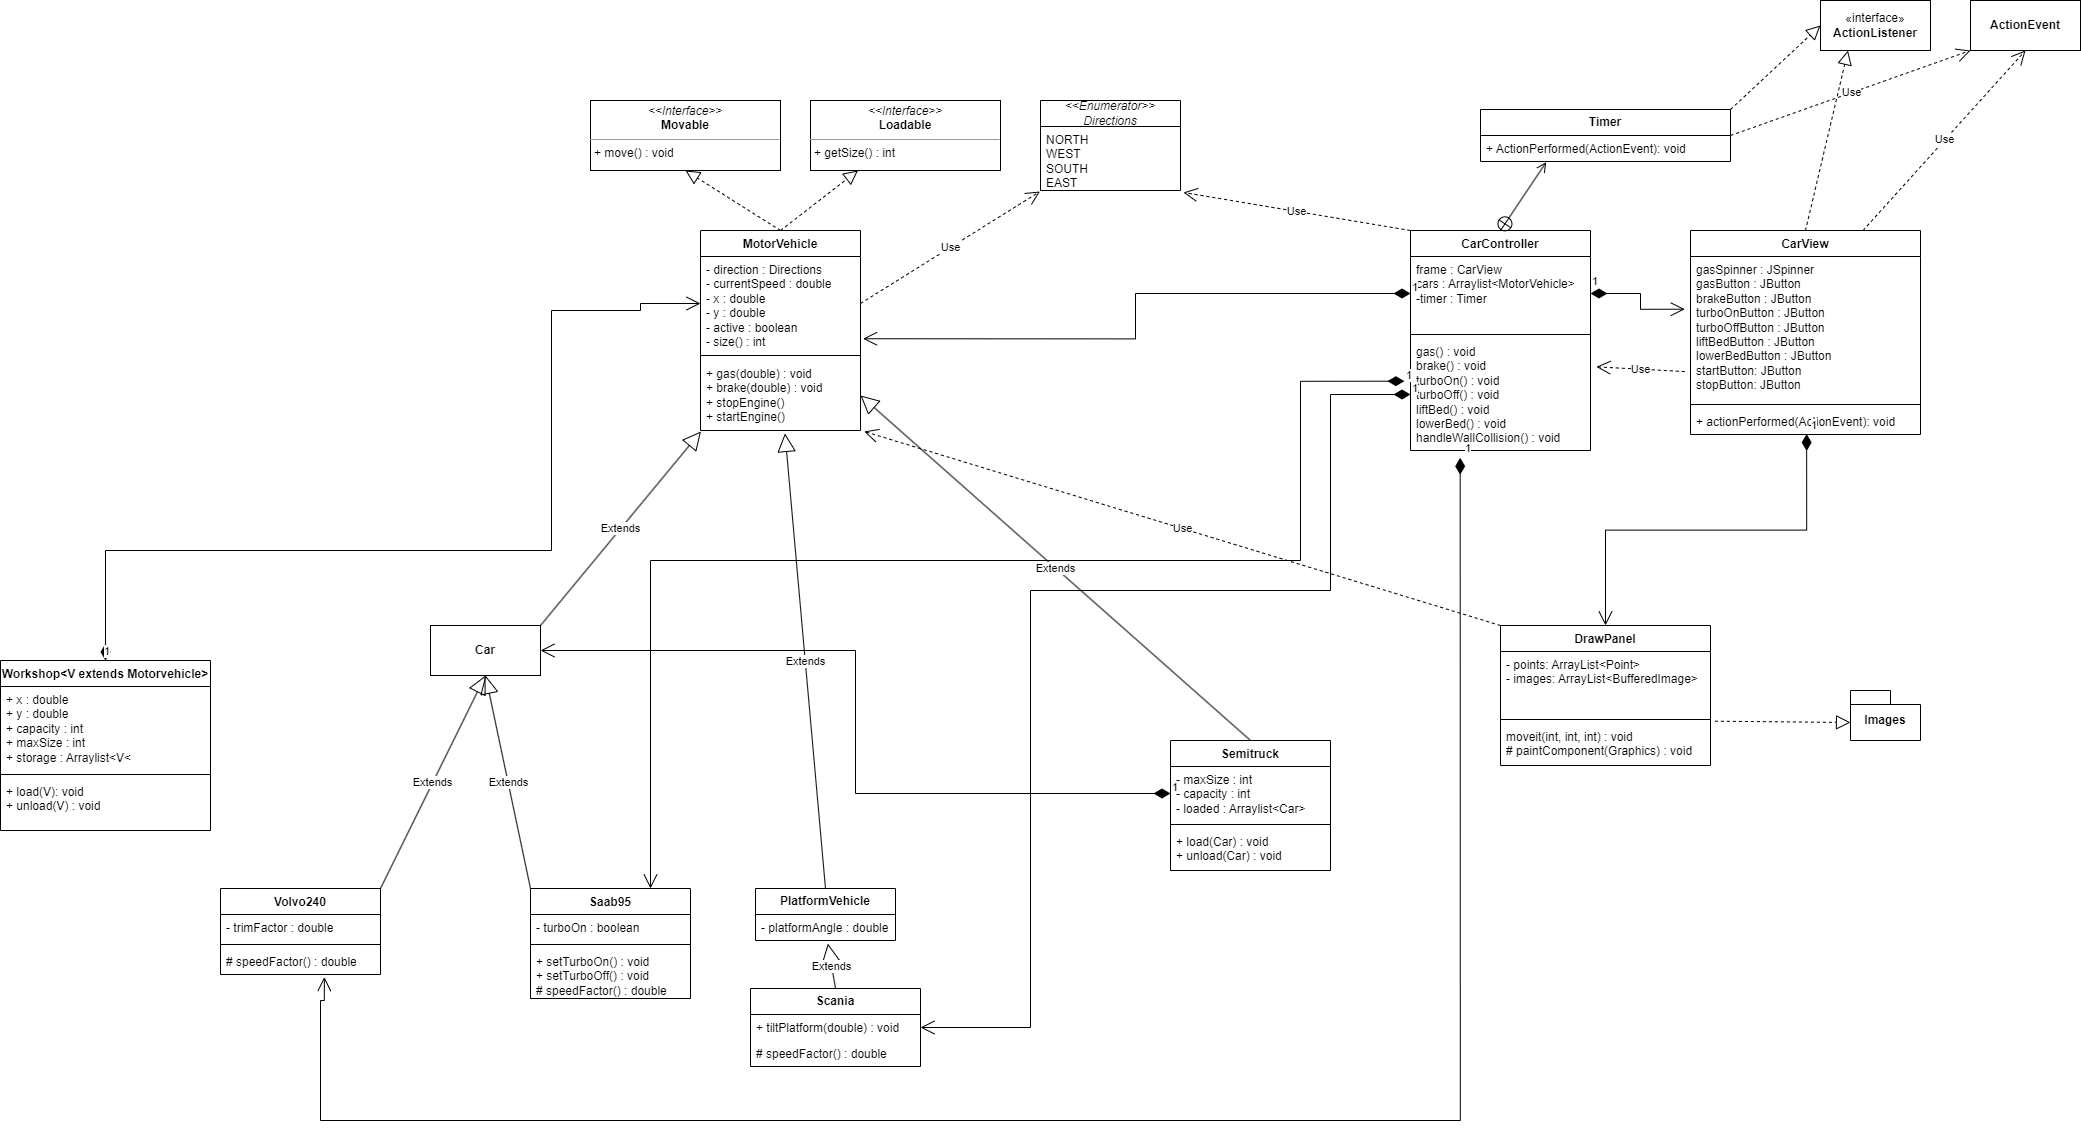 «interface»
ActionListener
ActionEvent
Use
Use
<<Interface>>
Movable
+ move() : void
<<Interface>>
Loadable
+ getSize() : int
<<Enumerator>>
Directions
NORTH
WEST
SOUTH
EAST
Timer
+ ActionPerformed(ActionEvent): void
Use
Use
MotorVehicle
- direction : Directions
- currentSpeed : double
- x : double
- y : double
- active : boolean
- size() : int
+ gas(double) : void
+ brake(double) : void
+ stopEngine()
+ startEngine()
CarController
frame : CarView
cars : Arraylist<MotorVehicle>
-timer : Timer
gas() : void
brake() : void
turboOn() : void
turboOff() : void
liftBed() : void
lowerBed() : void
handleWallCollision() : void
1
1
1
1
1
Use
CarView
gasSpinner : JSpinner
gasButton : JButton
brakeButton : JButton
turboOnButton : JButton
turboOffButton : JButton
liftBedButton : JButton
lowerBedButton : JButton
startButton: JButton
stopButton: JButton
+ actionPerformed(ActionEvent): void
1
Extends
Use
Extends
Extends
Car
DrawPanel
- points: ArrayList<Point>
- images: ArrayList<BufferedImage>
moveit(int, int, int) : void
# paintComponent(Graphics) : void
Images
1
Workshop<V extends Motorvehicle>
+ x : double
+ y : double
+ capacity : int
+ maxSize : int
+ storage : Arraylist<V<
+ load(V): void
+ unload(V) : void
Semitruck
- maxSize : int
- capacity : int
- loaded : Arraylist<Car>
+ load(Car) : void
+ unload(Car) : void
1
Extends
Extends
Volvo240
- trimFactor : double
# speedFactor() : double
Saab95
- turboOn : boolean
+ setTurboOn() : void
+ setTurboOff() : void
# speedFactor() : double
PlatformVehicle
- platformAngle : double
Extends
Scania
+ tiltPlatform(double) : void
# speedFactor() : double